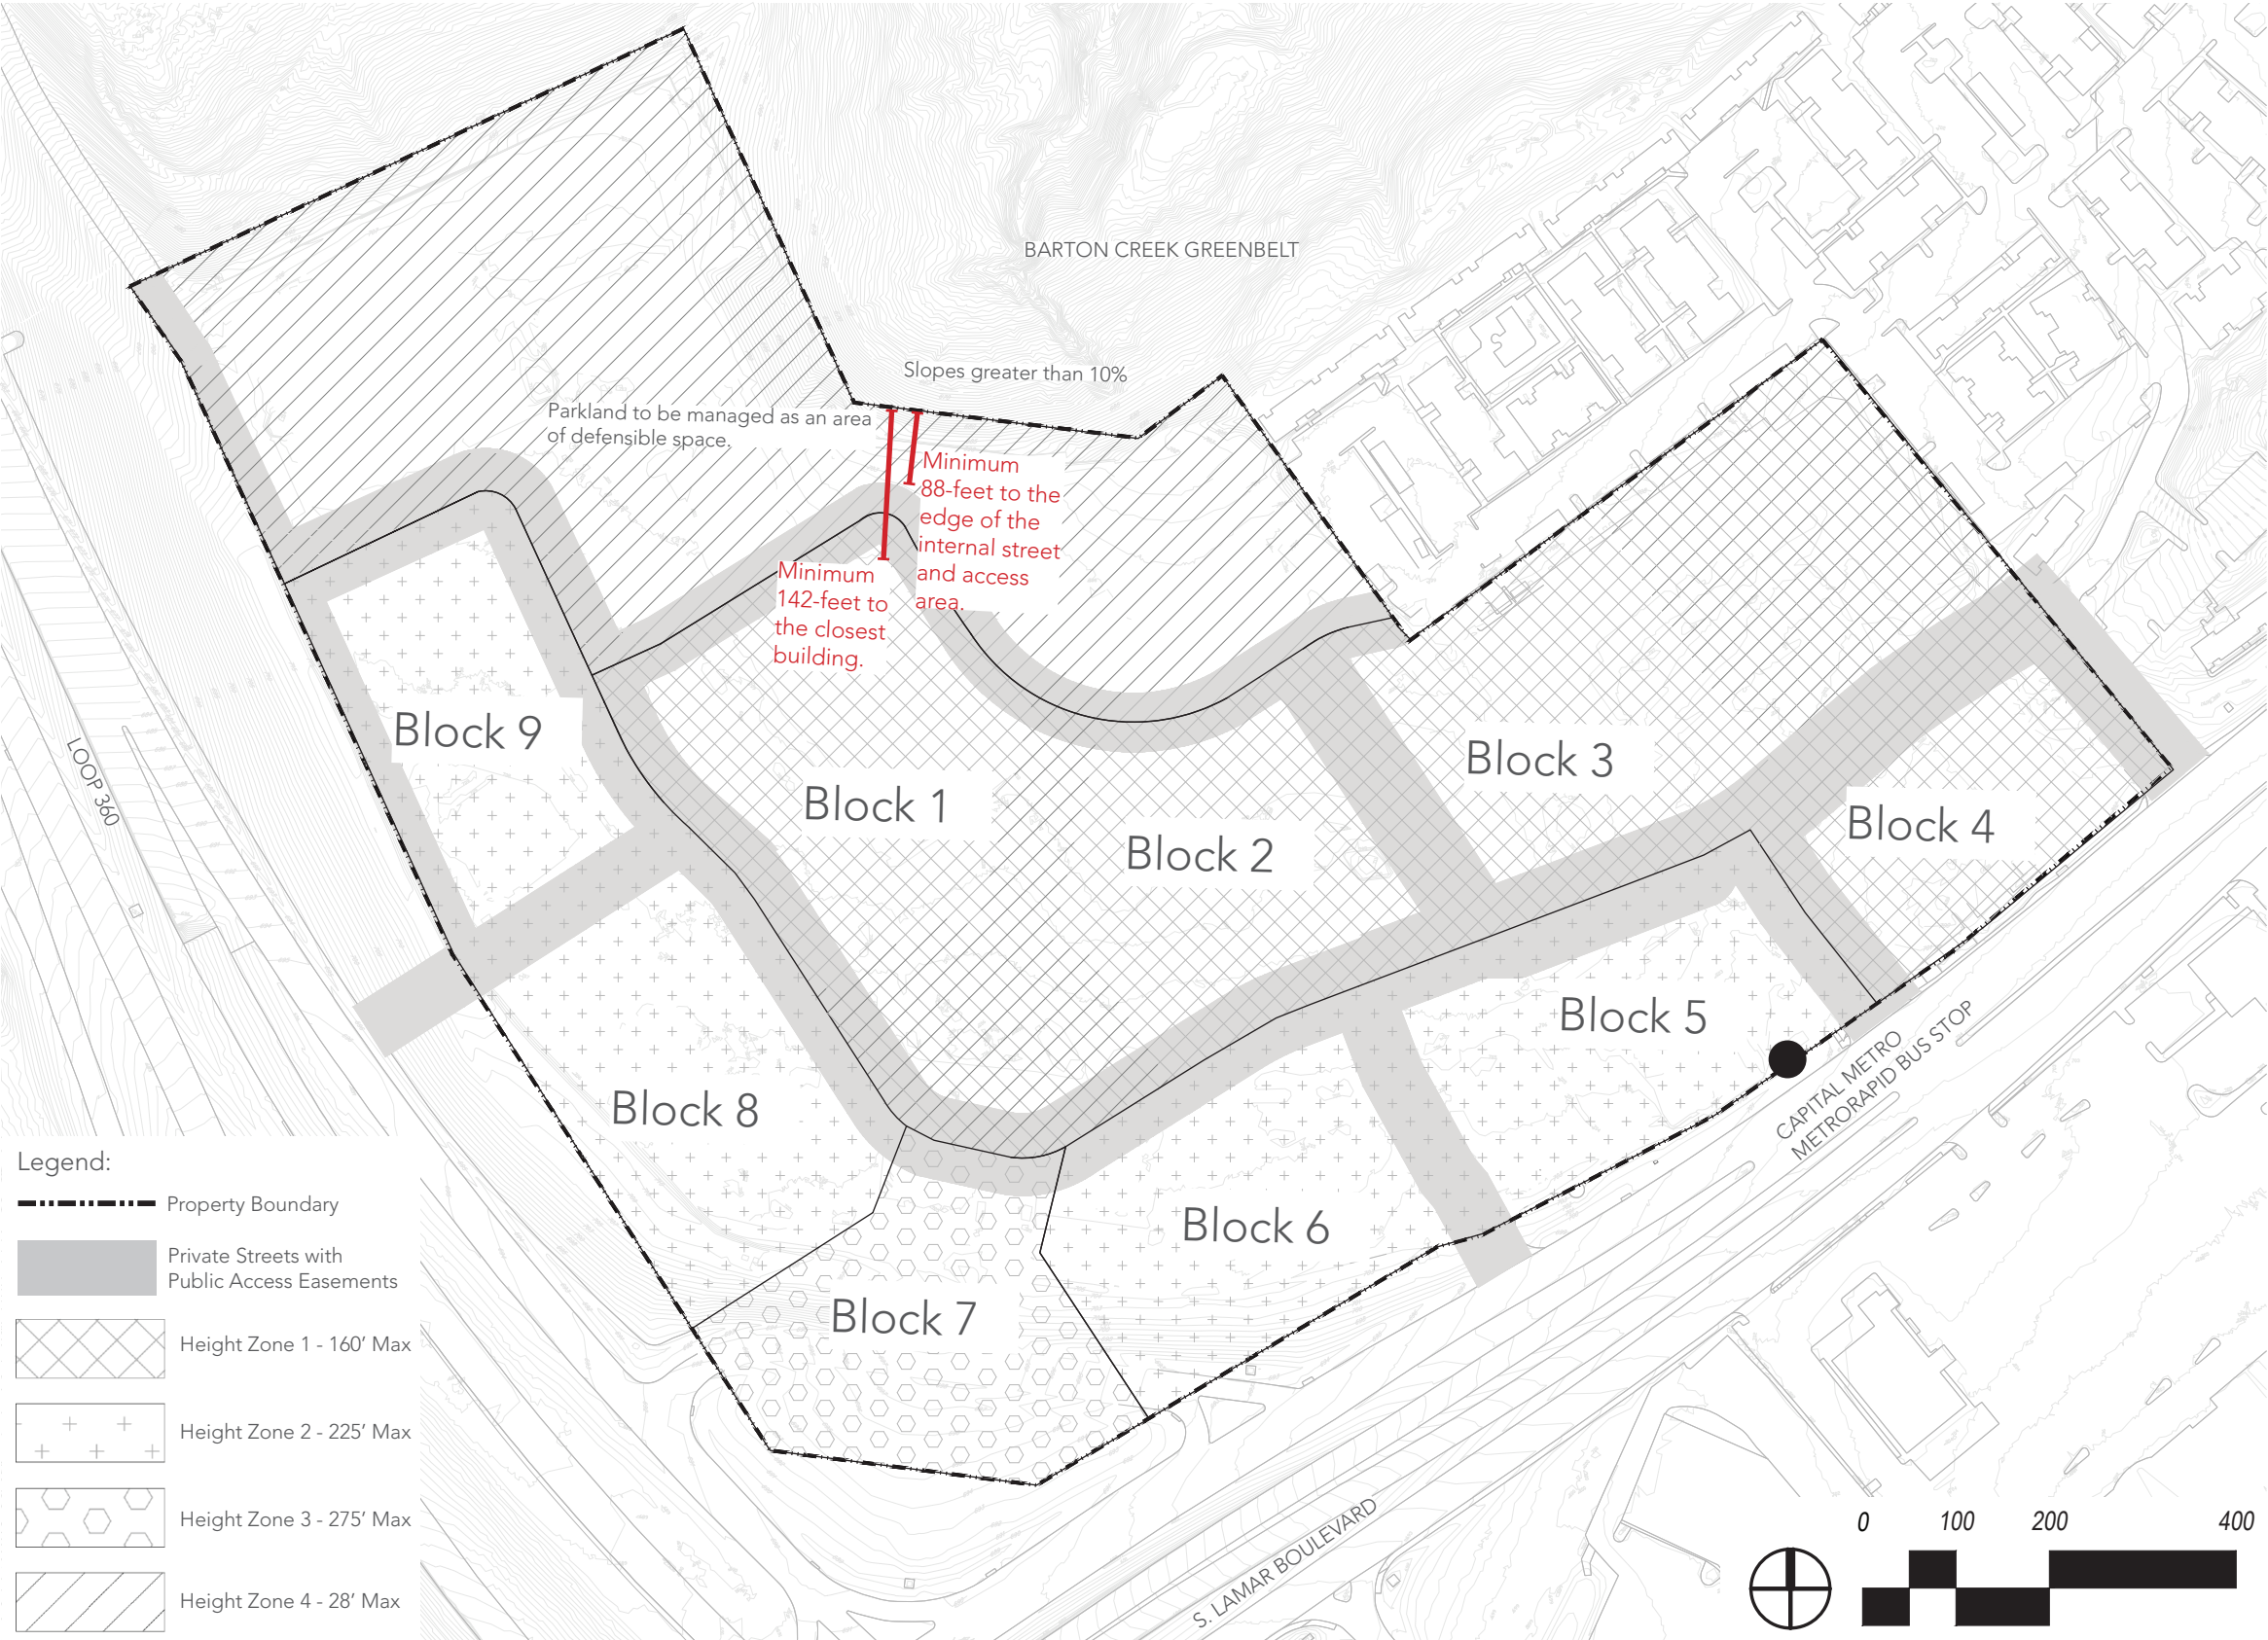 BARTON CREEK GREENBELT
Slopes greater than 10%
Parkland to be managed as an area
of defensible space.
Minimum
88-feet to the
edge of the
internal street
and access
area.
Minimum
142-feet to
the closest
building.
Block 9
Block 1
Block 2
Block 3
Block 4
Block 5
Block 8
Block 6
Block 7
LOOP 360
CAPITAL METRO
METRORAPID BUS STOP
S. LAMAR BOULEVARD
Legend:
Property Boundary
Private Streets with
Public Access Easements
Height Zone 1 - 160’ Max
Height Zone 2 - 225’ Max
Height Zone 3 - 275’ Max
Height Zone 4 - 28’ Max
0 100 200 400